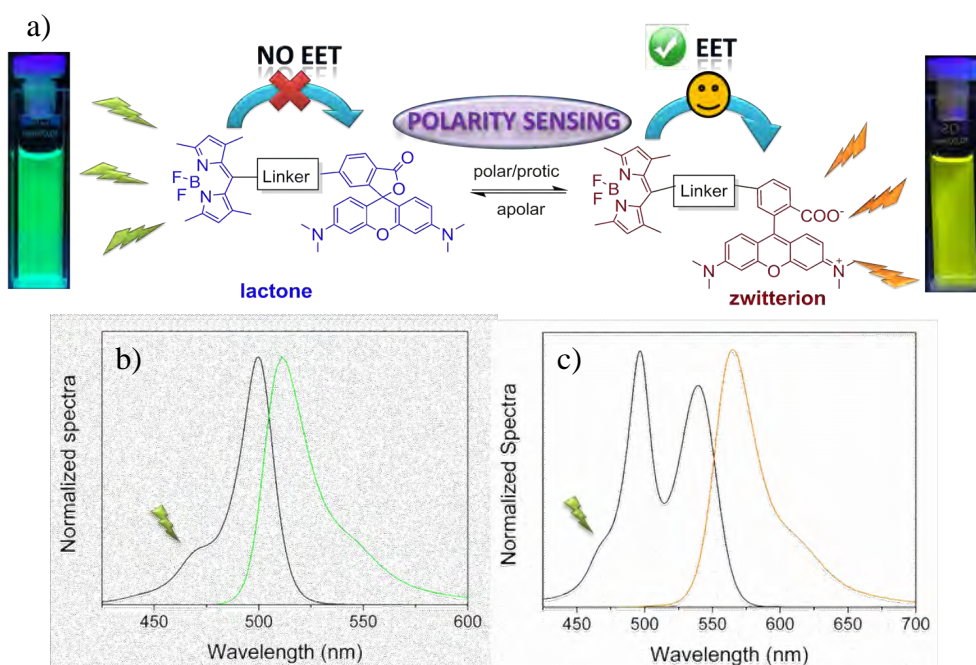 a)
NO EET
EET
POLARITY SENSING
Linker
polar/protic
apolar
Linker
N
N
B
F
F
O
O
N
O
N
N
N
B
F
F
COO-
N
O
N+
lactone
zwitterion
b)
Normalized spectra
450 500 550 600
Wavelength (nm)
c)
Normalized Spectra
450 500 550 600 650 700
Wavelength (nm)